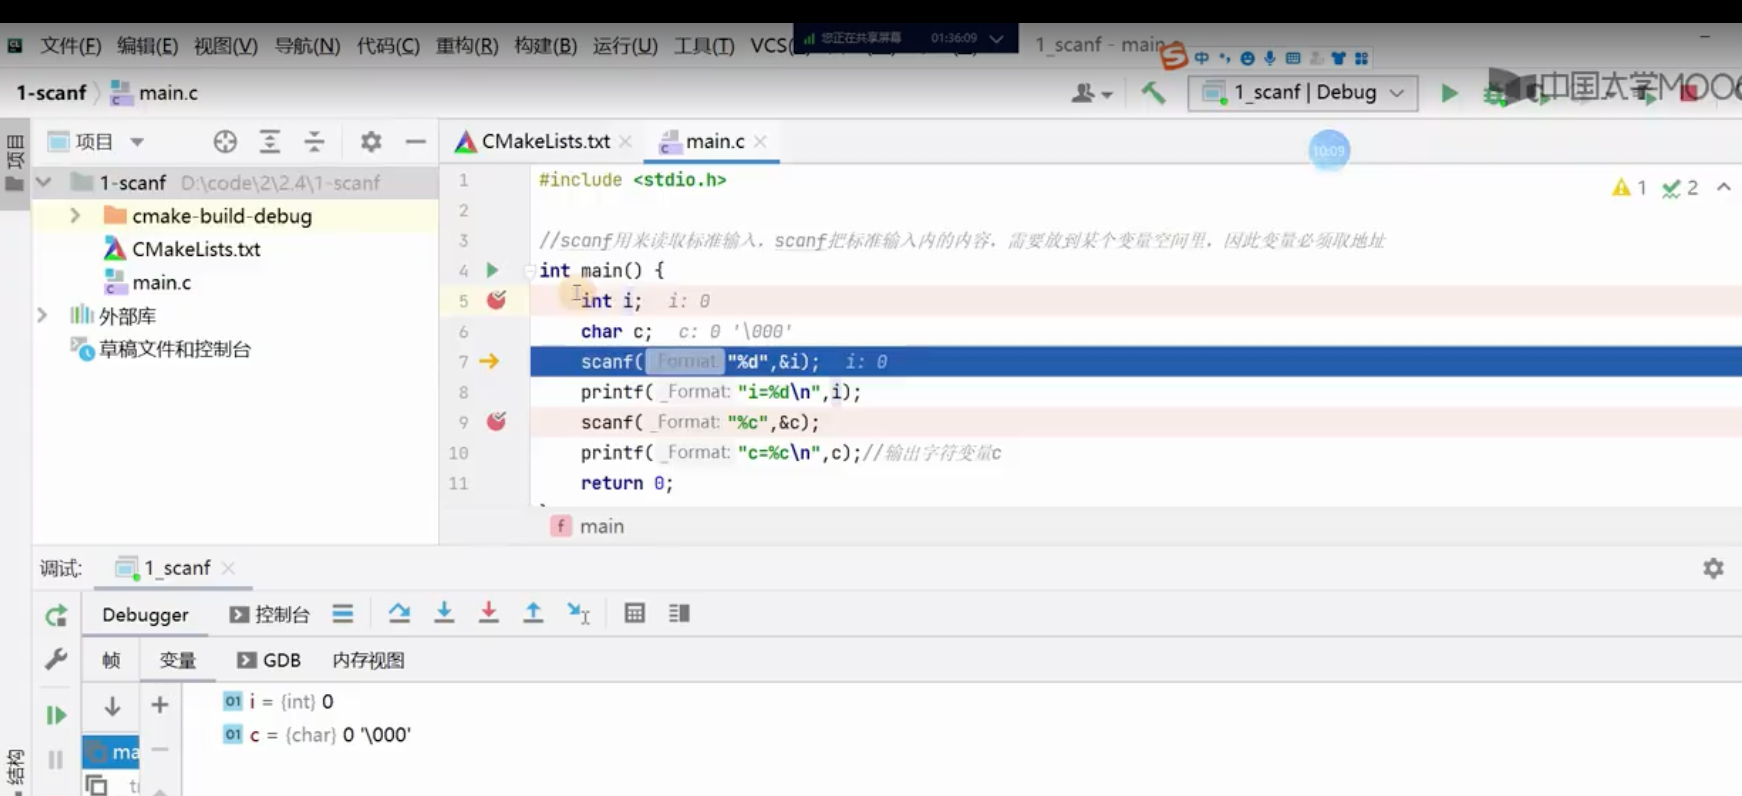 文件(F) 编辑(E) 视图(V) 导航(N) 代码(C) 重构(R) 构建(B) 运行(U) 工具(T) VCS( 您正在共享屏幕 01:36:09 1_scanf - main
中
1-scanf main.c 1_scanf | Debug 中国大学MOO
项目
项目 CMakeLists.txt main.c 10:09
1-scanf D:\code\2\2.4\1-scanf
cmake-build-debug
CMakeLists.txt
main.c
外部库
草稿文件和控制台
1 #include <stdio.h> 1 2
2
3 //scanf用来读取标准输入，scanf把标准输入内的内容，需要放到某个变量空间里，因此变量必须取地址
4 int main() {
5 int i; i: 0
6 char c; c: 0 '\000'
7 scanf( _Format: "%d",&i); i: 0
8 printf( _Format: "i=%d\n",i);
9 scanf( _Format: "%c",&c);
10 printf( _Format: "c=%c\n",c);//输出字符变量c
11 return 0;
f main
调试: 1_scanf
Debugger 控制台
帧 变量 GDB 内存视图
01 i = {int} 0
01 c = {char} 0 '\000'
ma
结构